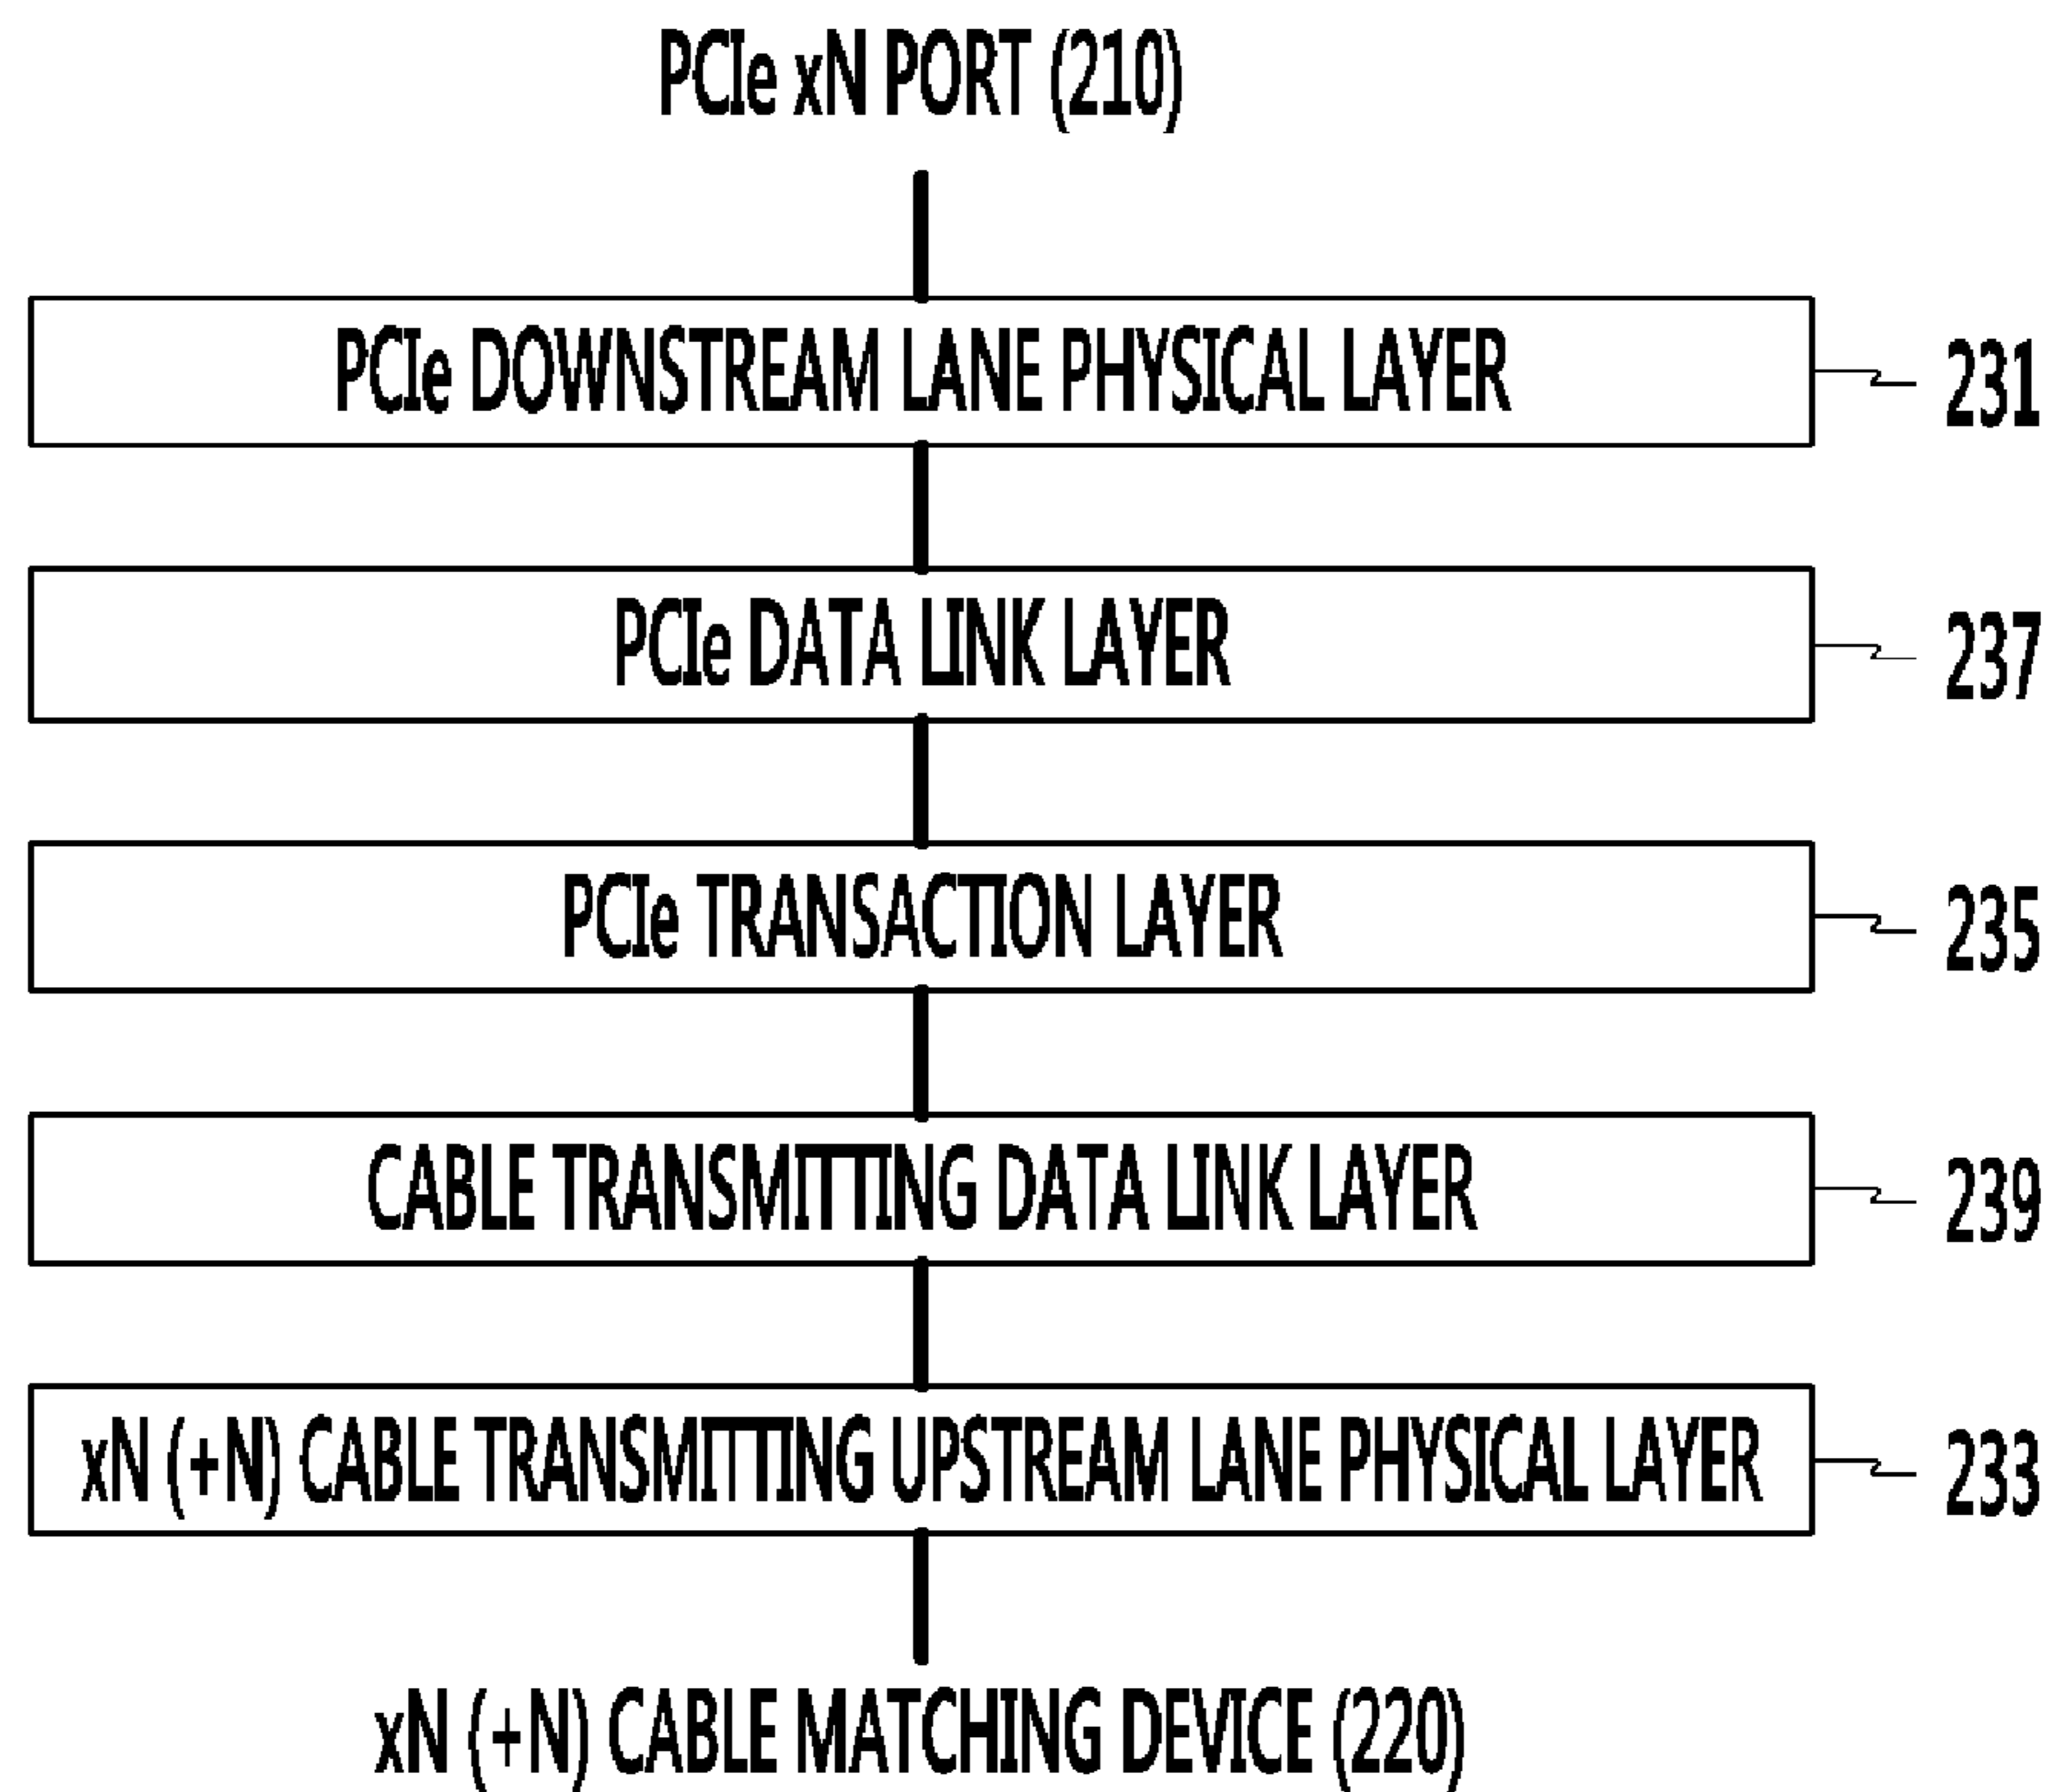 PCIe xN PORT (210)
PCIe DOWNSTREAM LANE PHYSICAL LAYER 231
PCIe DATA LINK LAYER 237
PCIe TRANSACTION LAYER 235
CABLE TRANSMITTING DATA LINK LAYER 239
xN (+N) CABLE TRANSMITTING UPSTREAM LANE PHYSICAL LAYER 233
xN (+N) CABLE MATCHING DEVICE (220)